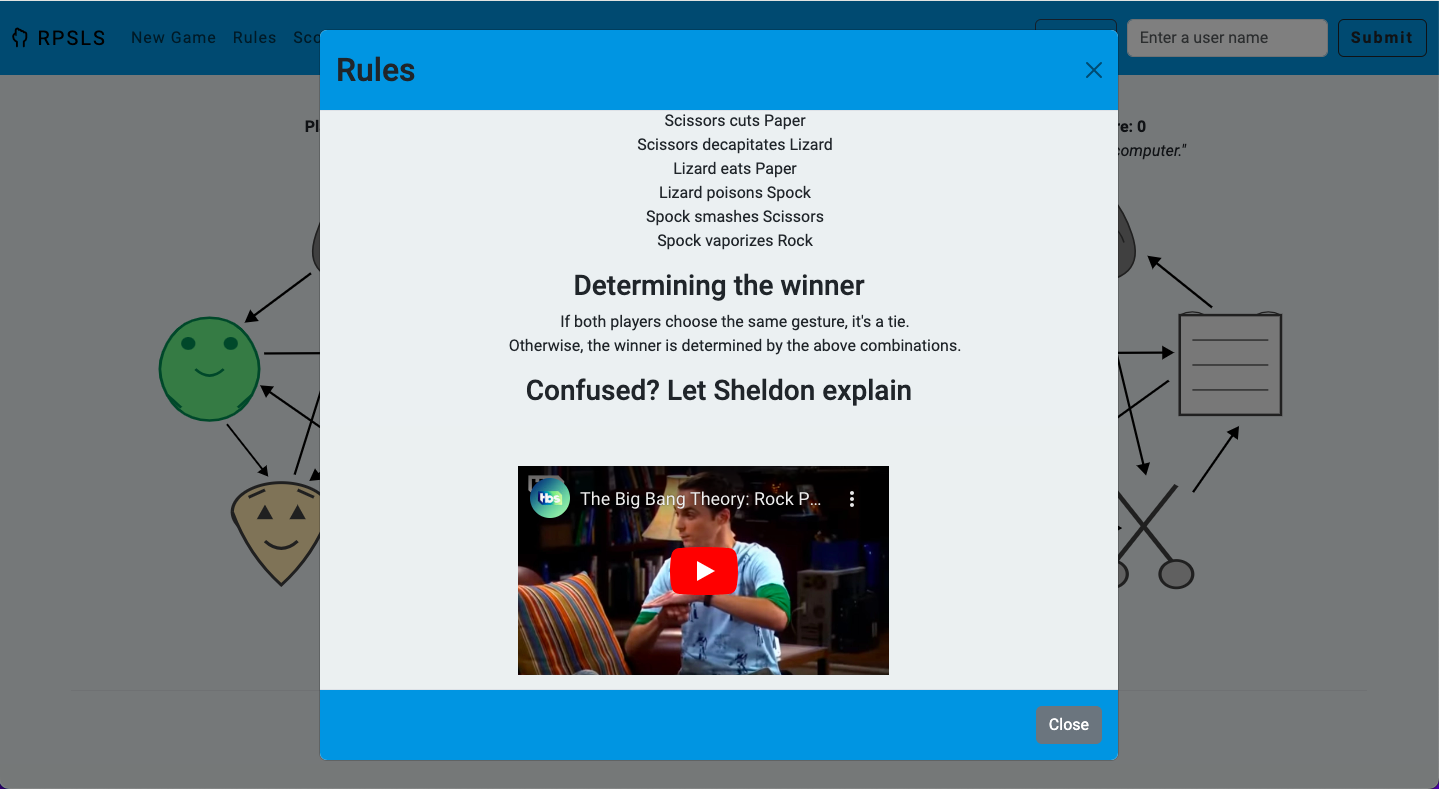 RPSLS New Game Rules Sco Enter a user name Submit
Rules
Pl re: 0
computer."
Scissors cuts Paper
Scissors decapitates Lizard
Lizard eats Paper
Lizard poisons Spock
Spock smashes Scissors
Spock vaporizes Rock
Determining the winner
If both players choose the same gesture, it's a tie.
Otherwise, the winner is determined by the above combinations.
Confused? Let Sheldon explain
tbs The Big Bang Theory: Rock P...
Close